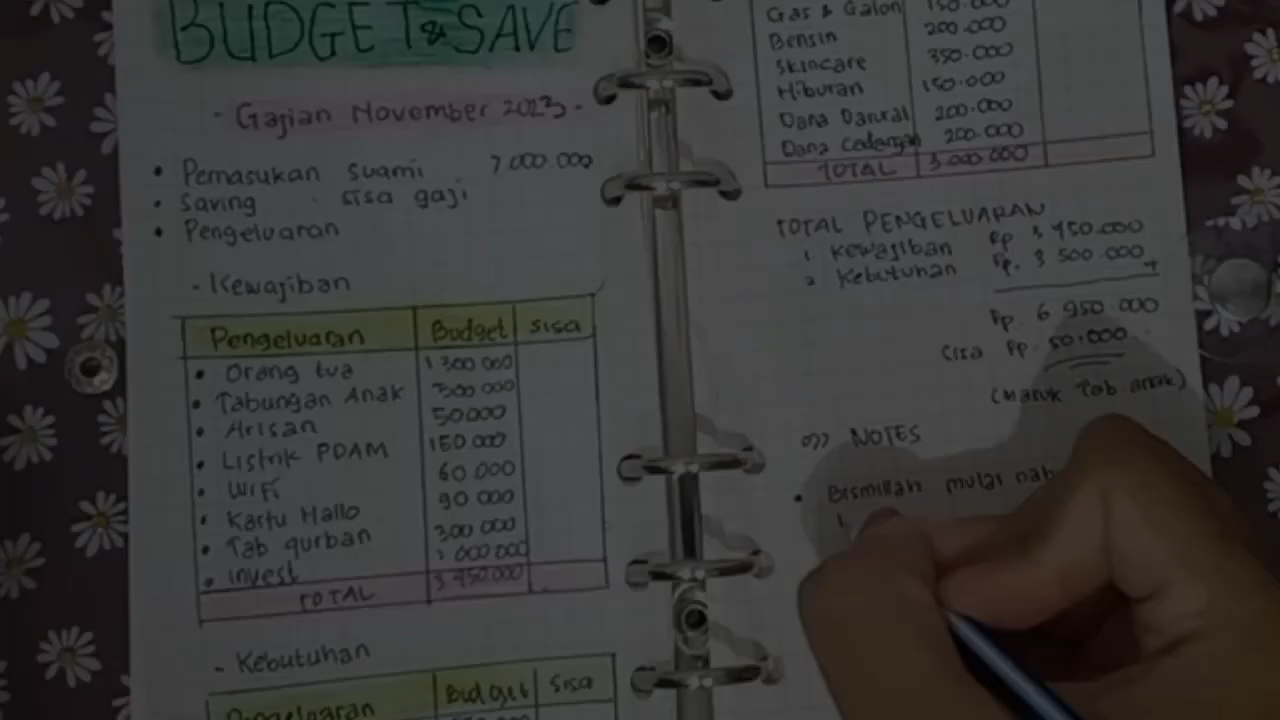 BUDGET & SAVE
- Gajian November 2023 -
• Pemasukan suami 7.000.000
• Saving sisa gaji
• Pengeluaran
- Kewajiban
Pengeluaran Budget Sisa
• Orang tua 1 300 000
• Tabungan Anak 500 000
• Arisan 50.000
• Listrik PDAM 150.000
• Wifi 60 000
• Kartu Hallo 90 000
• Tab qurban 300 000
• invest 1 000 000
TOTAL 3 450.000
- Kebutuhan
Pengeluaran Budget Sisa
Gas & Galon 150.000
Bensin 200.000
Skincare 350.000
Hiburan 150.000
Dana Darurat 200.000
Dana Cadangan 200.000
TOTAL
TOTAL PENGELUARAN
1. Kewajiban Rp 3 450.000
2. Kebutuhan Rp. 3 500.000
+
Rp. 6 950 000
Sisa Rp. 50.000
(Masuk Tab anak)
NOTES
• Bismillah mulai nab
1.